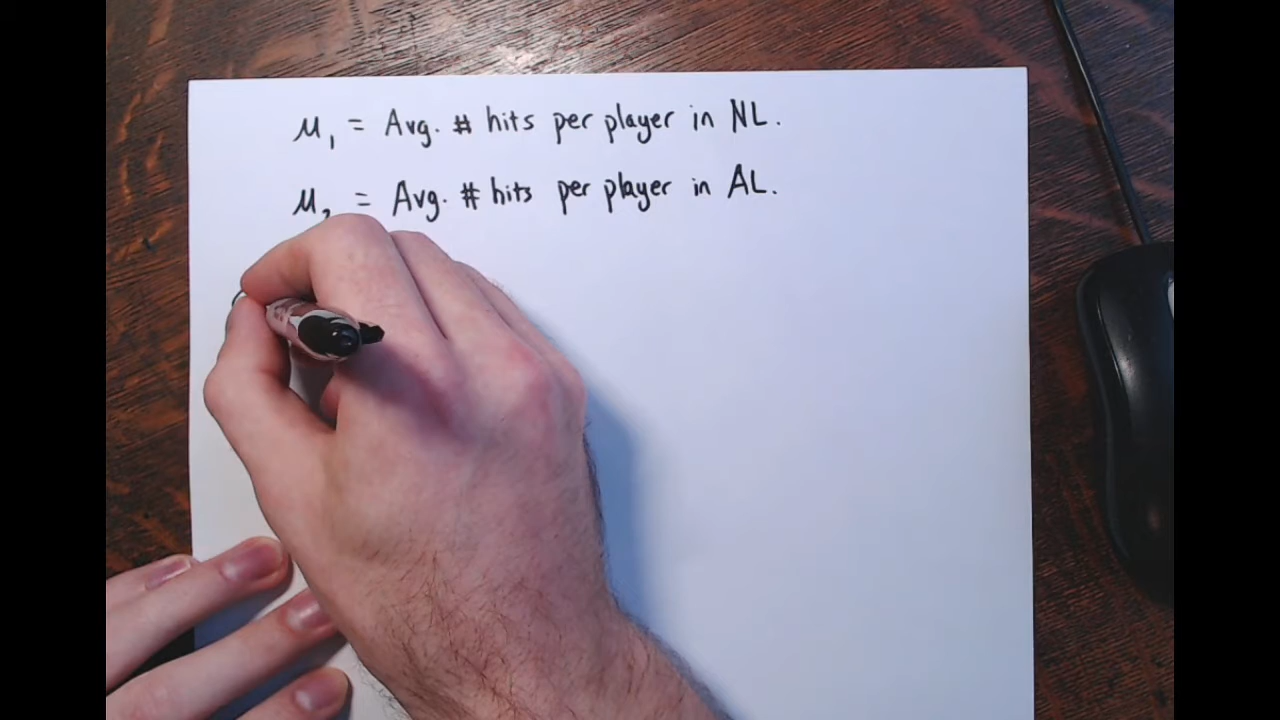 μ₁ = Avg. # hits per player in NL.
μ₂ = Avg. # hits per player in AL.